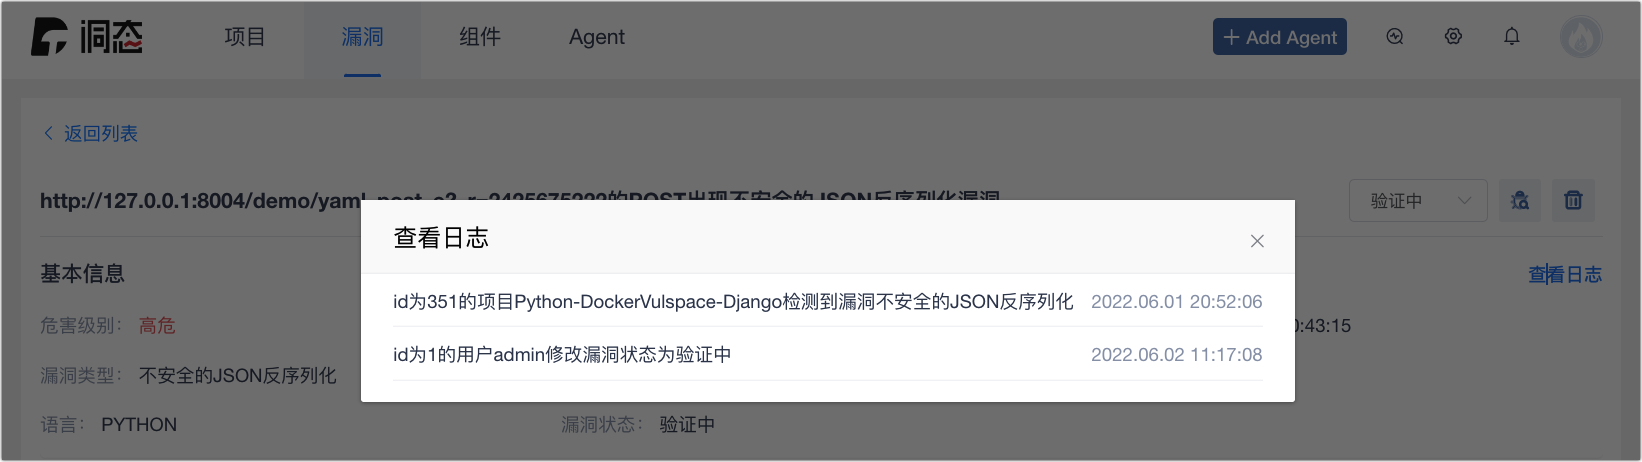 洞态
项目
漏洞
组件
Agent
+ Add Agent
返回列表
http://127.0.0.1:8004/demo/
验证中
查看日志
基本信息
查看日志
id为351的项目Python-DockerVulspace-Django检测到漏洞不安全的JSON反序列化 2022.06.01 20:52:06
危害级别： 高危
:43:15
id为1的用户admin修改漏洞状态为验证中 2022.06.02 11:17:08
漏洞类型： 不安全的JSON反序列化
语言： PYTHON
漏洞状态： 验证中